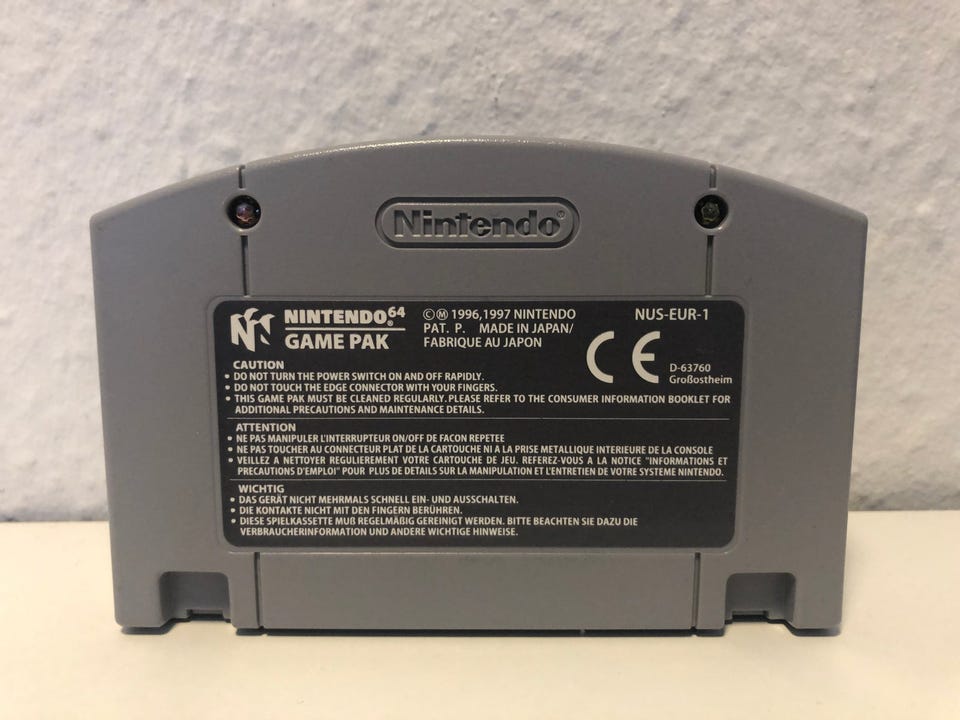 Nintendo®
NINTENDO®64
GAME PAK
©Ⓜ 1996,1997 NINTENDO
PAT. P. MADE IN JAPAN/
FABRIQUE AU JAPON
NUS-EUR-1
CE
D-63760
Großostheim
CAUTION
• DO NOT TURN THE POWER SWITCH ON AND OFF RAPIDLY.
• DO NOT TOUCH THE EDGE CONNECTOR WITH YOUR FINGERS.
• THIS GAME PAK MUST BE CLEANED REGULARLY. PLEASE REFER TO THE CONSUMER INFORMATION BOOKLET FOR
ADDITIONAL PRECAUTIONS AND MAINTENANCE DETAILS.
ATTENTION
• NE PAS MANIPULER L'INTERRUPTEUR ON/OFF DE FACON REPETEE
• NE PAS TOUCHER AU CONNECTEUR PLAT DE LA CARTOUCHE NI A LA PRISE METALLIQUE INTERIEURE DE LA CONSOLE
• VEILLEZ A NETTOYER REGULIEREMENT VOTRE CARTOUCHE DE JEU. REFEREZ-VOUS A LA NOTICE "INFORMATIONS ET
PRECAUTIONS D'EMPLOI" POUR PLUS DE DETAILS SUR LA MANIPULATION ET L'ENTRETIEN DE VOTRE SYSTEME NINTENDO.
WICHTIG
• DAS GERÄT NICHT MEHRMALS SCHNELL EIN- UND AUSSCHALTEN.
• DIE KONTAKTE NICHT MIT DEN FINGERN BERÜHREN.
• DIESE SPIELKASSETTE MUß REGELMÄßIG GEREINIGT WERDEN. BITTE BEACHTEN SIE DAZU DIE
VERBRAUCHERINFORMATION UND ANDERE WICHTIGE HINWEISE.